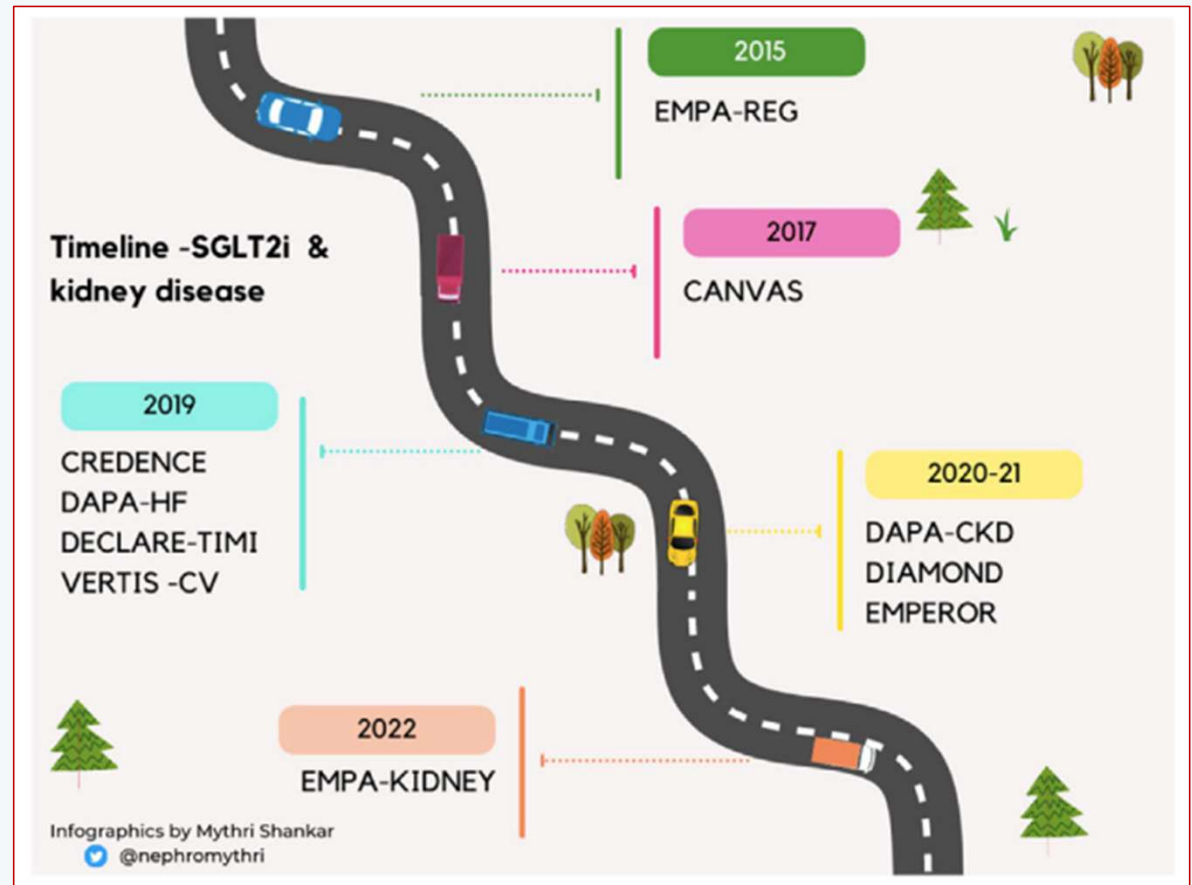 2015
EMPA-REG
Timeline -SGLT2i &
kidney disease
2017
CANVAS
2019
CREDENCE
DAPA-HF
DECLARE-TIMI
VERTIS -CV
2020-21
DAPA-CKD
DIAMOND
EMPEROR
2022
EMPA-KIDNEY
Infographics by Mythri Shankar
@nephromythri